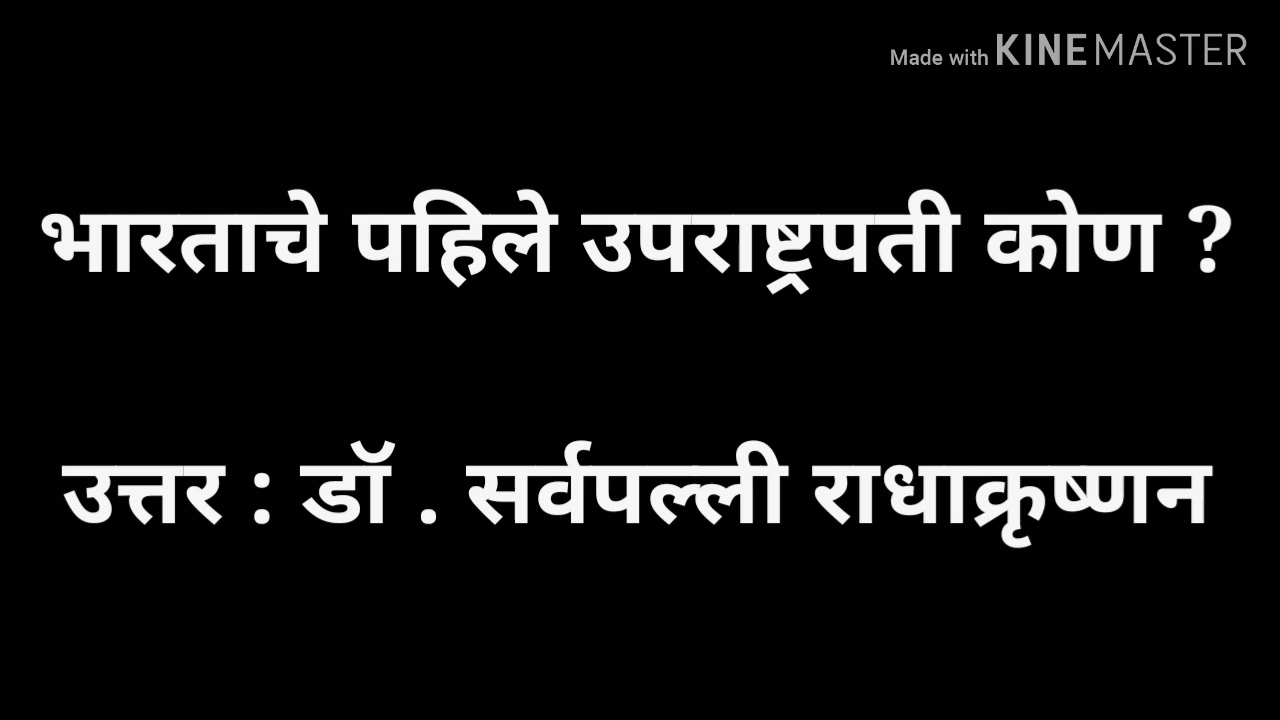 Made with KINEMASTER
भारताचे पहिले उपराष्ट्रपती कोण ?
उत्तर : डॉ . सर्वपल्ली राधाक्रृष्णन